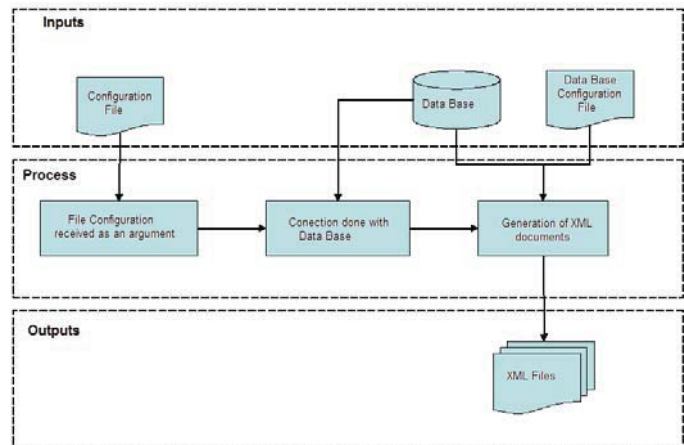 Inputs
Configuration
File
Data Base
Data Base
Configuration
File
Process
File Configuration
received as an argument
Conection done with
Data Base
Generation of XML
documents
Outputs
XML Files